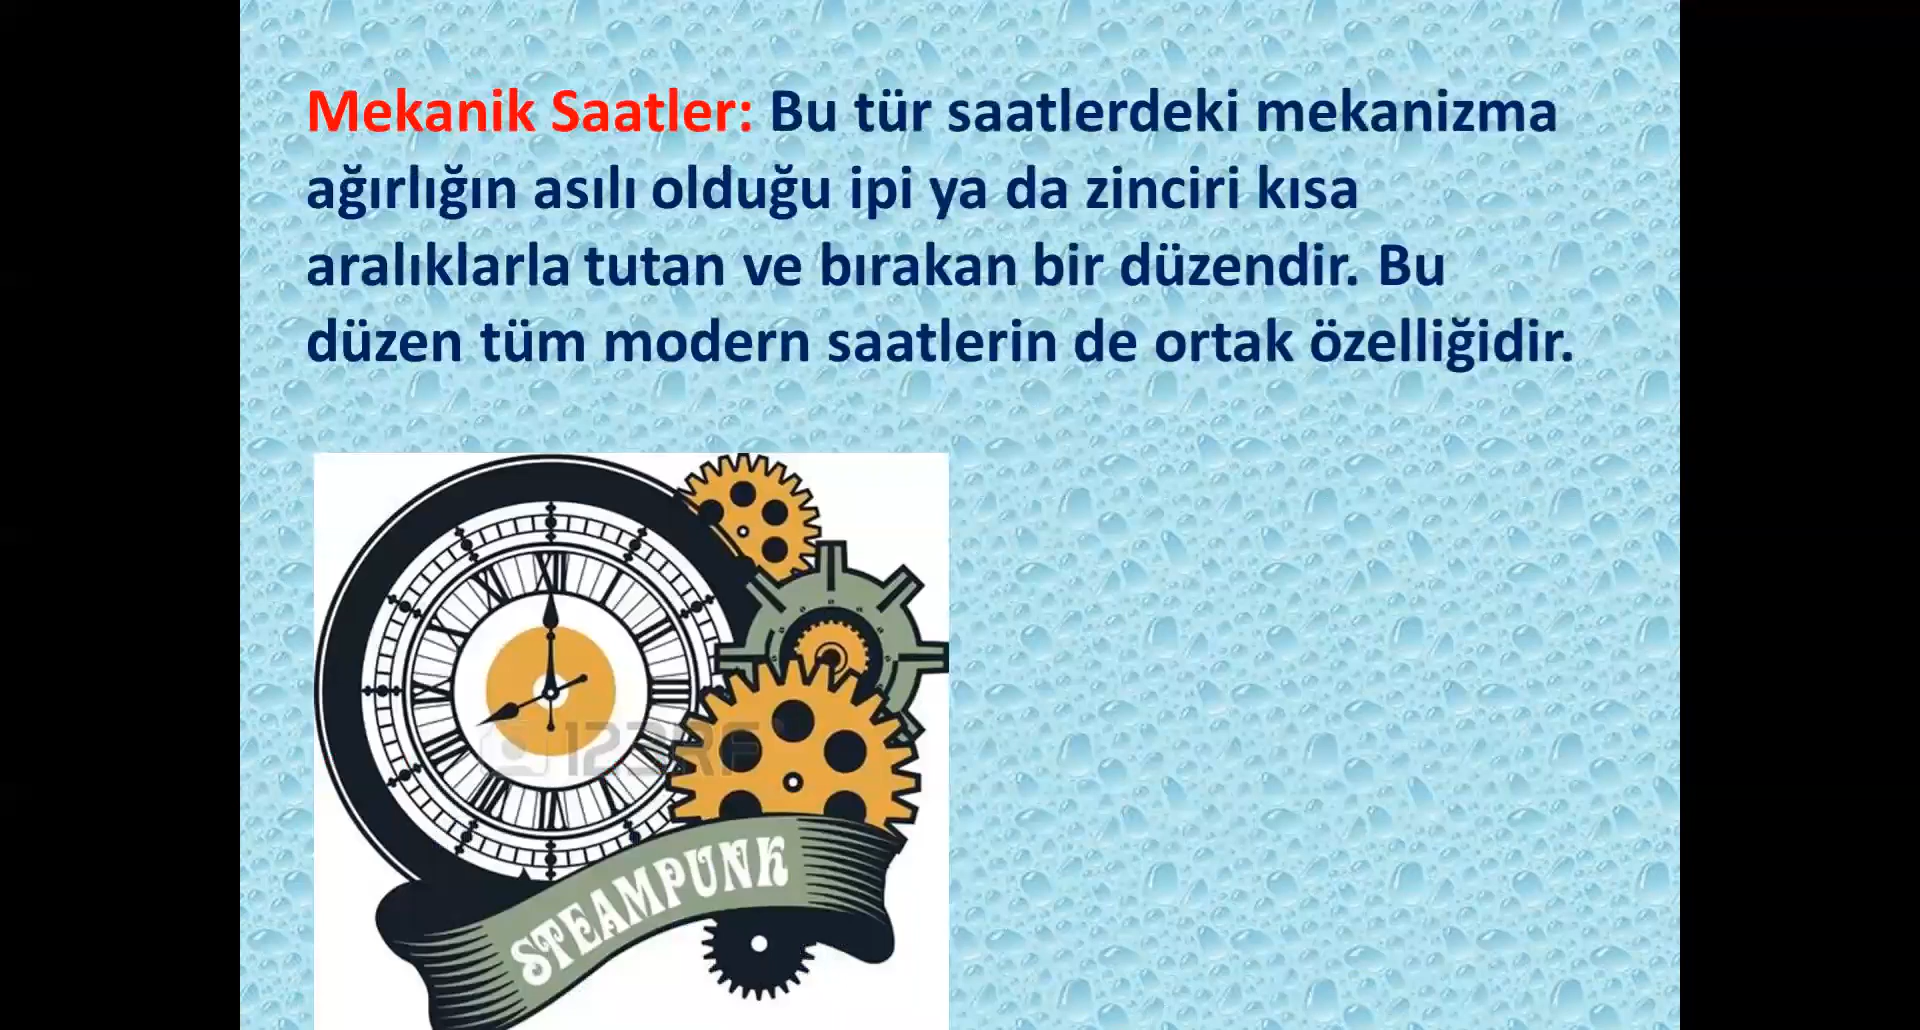 Mekanik Saatler: Bu tür saatlerdeki mekanizma
ağırlığın asılı olduğu ipi ya da zinciri kısa
aralıklarla tutan ve bırakan bir düzendir. Bu
düzen tüm modern saatlerin de ortak özelliğidir.
123RF
STEAMPUNK